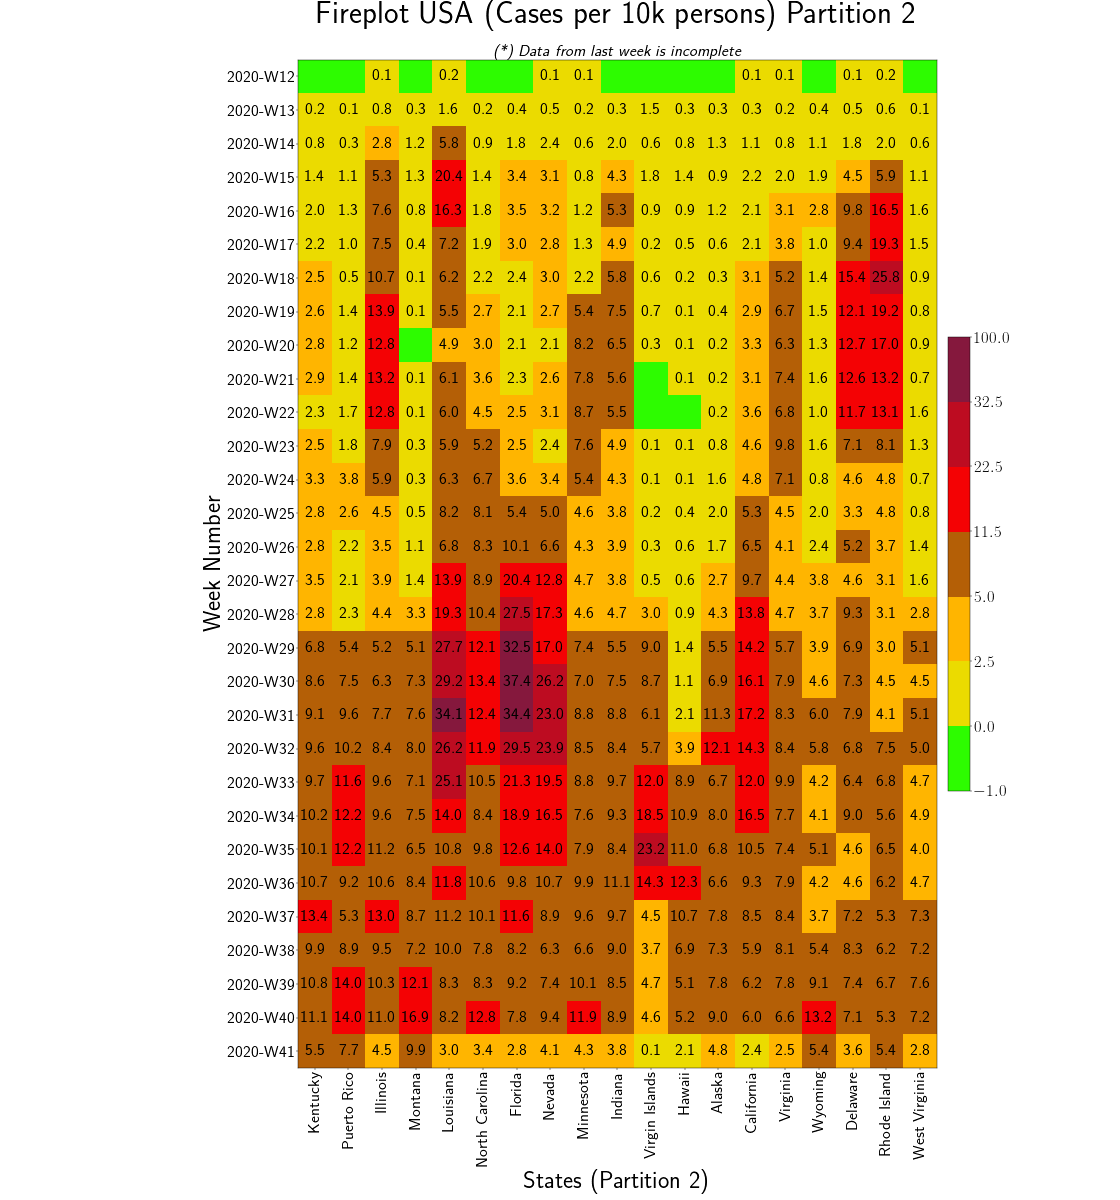 Fireplot USA (Cases per 10k persons) Partition 2
(*) Data from last week is incomplete
2020-W12 0.1 0.2 0.1 0.1 0.1 0.1 0.1 0.2
2020-W13 0.2 0.1 0.8 0.3 1.6 0.2 0.4 0.5 0.2 0.3 1.5 0.3 0.3 0.3 0.2 0.4 0.5 0.6 0.1
2020-W14 0.8 0.3 2.8 1.2 5.8 0.9 1.8 2.4 0.6 2.0 0.6 0.8 1.3 1.1 0.8 1.1 1.8 2.0 0.6
2020-W15 1.4 1.1 5.3 1.3 20.4 1.4 3.4 3.1 0.8 4.3 1.8 1.4 0.9 2.2 2.0 1.9 4.5 5.9 1.1
2020-W16 2.0 1.3 7.6 0.8 16.3 1.8 3.5 3.2 1.2 5.3 0.9 0.9 1.2 2.1 3.1 2.8 9.8 16.5 1.6
2020-W17 2.2 1.0 7.5 0.4 7.2 1.9 3.0 2.8 1.3 4.9 0.2 0.5 0.6 2.1 3.8 1.0 9.4 19.3 1.5
2020-W18 2.5 0.5 10.7 0.1 6.2 2.2 2.4 3.0 2.2 5.8 0.6 0.2 0.3 3.1 5.2 1.4 15.4 25.8 0.9
2020-W19 2.6 1.4 13.9 0.1 5.5 2.7 2.1 2.7 5.4 7.5 0.7 0.1 0.4 2.9 6.7 1.5 12.1 19.2 0.8
2020-W20 2.8 1.2 12.8 4.9 3.0 2.1 2.1 8.2 6.5 0.3 0.1 0.2 3.3 6.3 1.3 12.7 17.0 0.9
2020-W21 2.9 1.4 13.2 0.1 6.1 3.6 2.3 2.6 7.8 5.6 0.1 0.2 3.1 7.4 1.6 12.6 13.2 0.7
2020-W22 2.3 1.7 12.8 0.1 6.0 4.5 2.5 3.1 8.7 5.5 0.2 3.6 6.8 1.0 11.7 13.1 1.6
2020-W23 2.5 1.8 7.9 0.3 5.9 5.2 2.5 2.4 7.6 4.9 0.1 0.1 0.8 4.6 9.8 1.6 7.1 8.1 1.3
2020-W24 3.3 3.8 5.9 0.3 6.3 6.7 3.6 3.4 5.4 4.3 0.1 0.1 1.6 4.8 7.1 0.8 4.6 4.8 0.7
2020-W25 2.8 2.6 4.5 0.5 8.2 8.1 5.4 5.0 4.6 3.8 0.2 0.4 2.0 5.3 4.5 2.0 3.3 4.8 0.8
2020-W26 2.8 2.2 3.5 1.1 6.8 8.3 10.1 6.6 4.3 3.9 0.3 0.6 1.7 6.5 4.1 2.4 5.2 3.7 1.4
2020-W27 3.5 2.1 3.9 1.4 13.9 8.9 20.4 12.8 4.7 3.8 0.5 0.6 2.7 9.7 4.4 3.8 4.6 3.1 1.6
2020-W28 2.8 2.3 4.4 3.3 19.3 10.4 27.5 17.3 4.6 4.7 3.0 0.9 4.3 13.8 4.7 3.7 9.3 3.1 2.8
2020-W29 6.8 5.4 5.2 5.1 27.7 12.1 32.5 17.0 7.4 5.5 9.0 1.4 5.5 14.2 5.7 3.9 6.9 3.0 5.1
2020-W30 8.6 7.5 6.3 7.3 29.2 13.4 37.4 26.2 7.0 7.5 8.7 1.1 6.9 16.1 7.9 4.6 7.3 4.5 4.5
2020-W31 9.1 9.6 7.7 7.6 34.1 12.4 34.4 23.0 8.8 8.8 6.1 2.1 11.3 17.2 8.3 6.0 7.9 4.1 5.1
2020-W32 9.6 10.2 8.4 8.0 26.2 11.9 29.5 23.9 8.5 8.4 5.7 3.9 12.1 14.3 8.4 5.8 6.8 7.5 5.0
2020-W33 9.7 11.6 9.6 7.1 25.1 10.5 21.3 19.5 8.8 9.7 12.0 8.9 6.7 12.0 9.9 4.2 6.4 6.8 4.7
2020-W34 10.2 12.2 9.6 7.5 14.0 8.4 18.9 16.5 7.6 9.3 18.5 10.9 8.0 16.5 7.7 4.1 9.0 5.6 4.9
2020-W35 10.1 12.2 11.2 6.5 10.8 9.8 12.6 14.0 7.9 8.4 23.2 11.0 6.8 10.5 7.4 5.1 4.6 6.5 4.0
2020-W36 10.7 9.2 10.6 8.4 11.8 10.6 9.8 10.7 9.9 11.1 14.3 12.3 6.6 9.3 7.9 4.2 4.6 6.2 4.7
2020-W37 13.4 5.3 13.0 8.7 11.2 10.1 11.6 8.9 9.6 9.7 4.5 10.7 7.8 8.5 8.4 3.7 7.2 5.3 7.3
2020-W38 9.9 8.9 9.5 7.2 10.0 7.8 8.2 6.3 6.6 9.0 3.7 6.9 7.3 5.9 8.1 5.4 8.3 6.2 7.2
2020-W39 10.8 14.0 10.3 12.1 8.3 8.3 9.2 7.4 10.1 8.5 4.7 5.1 7.8 6.2 7.8 9.1 7.4 6.7 7.6
2020-W40 11.1 14.0 11.0 16.9 8.2 12.8 7.8 9.4 11.9 8.9 4.6 5.2 9.0 6.0 6.6 13.2 7.1 5.3 7.2
2020-W41 5.5 7.7 4.5 9.9 3.0 3.4 2.8 4.1 4.3 3.8 0.1 2.1 4.8 2.4 2.5 5.4 3.6 5.4 2.8
Week Number
Kentucky
Puerto Rico
Illinois
Montana
Louisiana
North Carolina
Florida
Nevada
Minnesota
Indiana
Virgin Islands
Hawaii
Alaska
California
Virginia
Wyoming
Delaware
Rhode Island
West Virginia
States (Partition 2)
100.0
32.5
22.5
11.5
5.0
2.5
0.0
−1.0